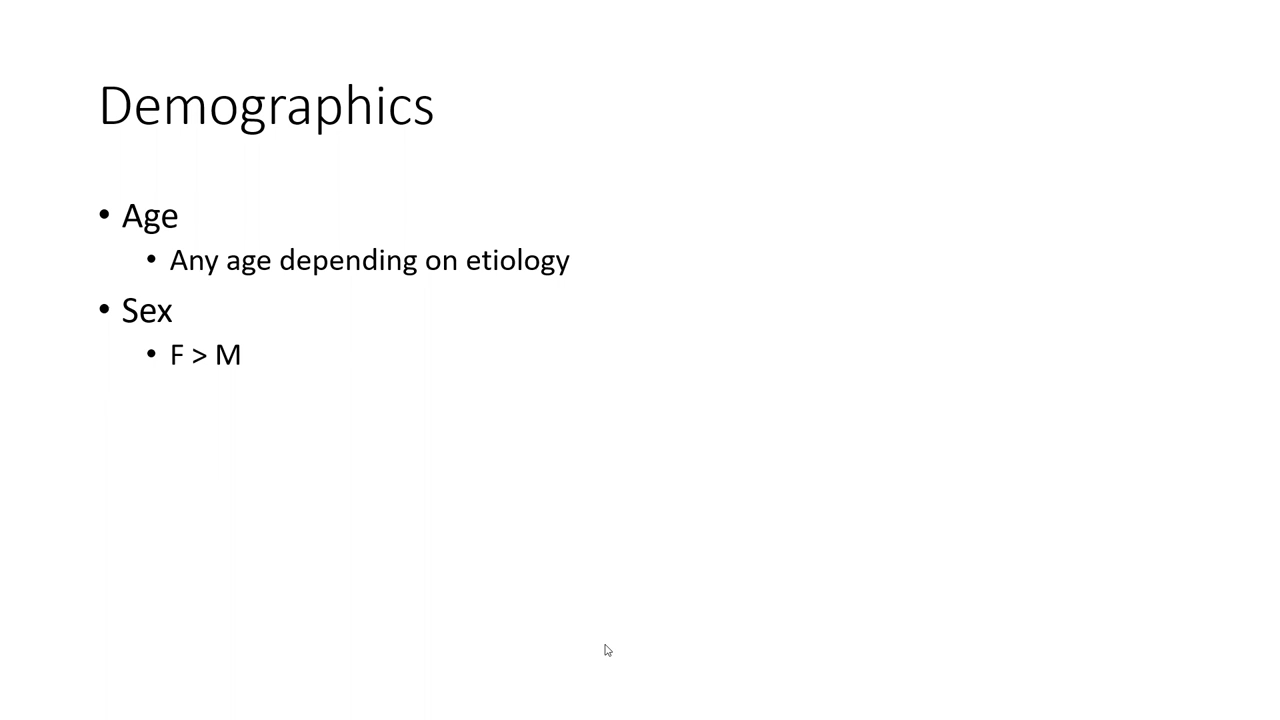 Demographics
• Age
• Any age depending on etiology
• Sex
• F > M